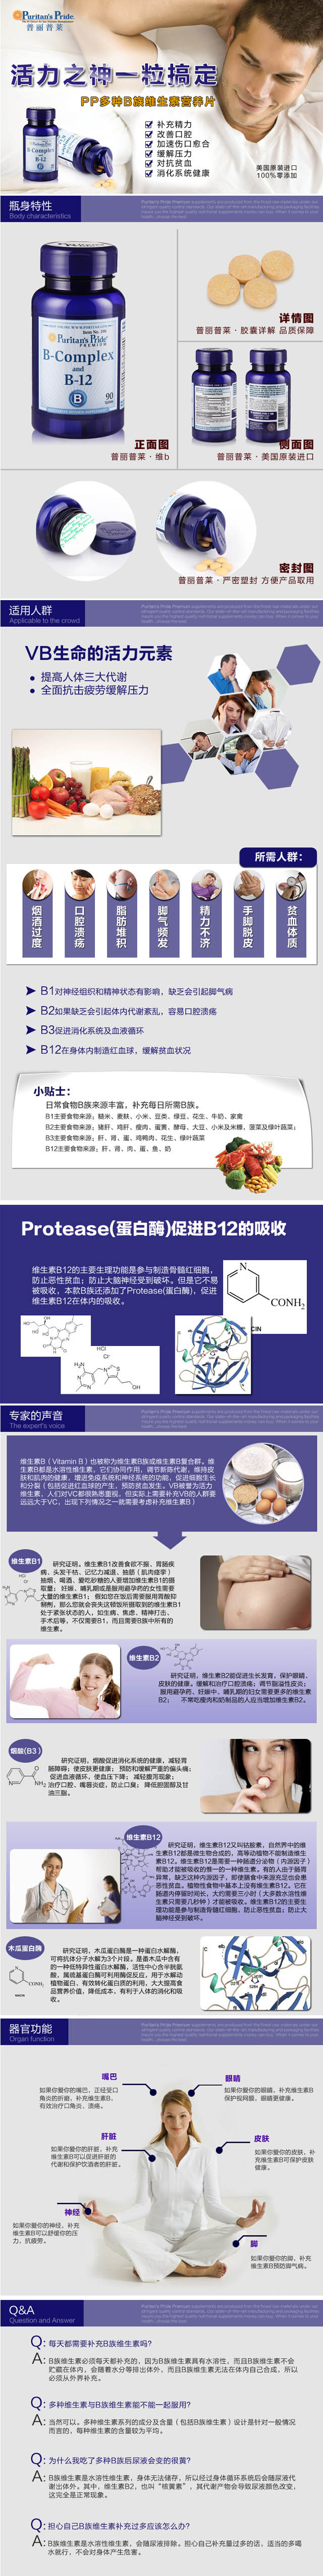 Puritan's Pride
普丽普莱
活力之神一粒搞定
PP多种B族维生素营养片
补充精力
改善口腔
加速伤口愈合
缓解压力
对抗贫血
消化系统健康
美国原装进口
100%零添加
瓶身特性
Body characteristics
Puritan's Pride
PREMIUM
B-Complex
and
B-12
B
90
正面图
普丽普莱·维b
详情图
普丽普莱·胶囊详解 品质保障
侧面图
普丽普莱·美国原装进口
密封图
普丽普莱·严密塑封 方便产品取用
适用人群
Applicable to the crowd
VB生命的活力元素
提高人体三大代谢
全面抗击疲劳缓解压力
所需人群:
烟酒过度
口腔溃疡
脂肪堆积
脚气频发
精力不济
手脚脱皮
贫血体质
B1对神经组织和精神状态有影响，缺乏会引起脚气病
B2如果缺乏会引起体内代谢紊乱，容易口腔溃疡
B3促进消化系统及血液循环
B12在身体内制造红血球，缓解贫血状况
小贴士:
日常食物B族来源丰富，补充每日所需B族。
B1主要食物来源：糙米、麦麸、小米、豆类、绿豆、花生、牛奶、家禽
B2主要食物来源：猪肝、鸡肝、瘦肉、蛋黄、酵母、大豆、小米及米糠，菠菜及绿叶蔬菜；
B3主要食物来源：肝、肾、蛋、鸡鸭肉、花生、绿叶蔬菜
B12主要食物来源：肝、肾、肉、蛋、鱼、奶
Protease(蛋白酶)促进B12的吸收
维生素B12的主要生理功能是参与制造骨髓红细胞，
防止恶性贫血；防止大脑神经受到破坏。但是它不易
被吸收，本款B族还添加了Protease(蛋白酶)，促进
维生素B12在体内的吸收。
专家的声音
The expert's voice
维生素B（Vitamin B）也被称为维生素B族或维生素B复合群。维
生素B都是水溶性维生素，它们协同作用，调节新陈代谢，维持皮
肤和肌肉的健康，增进免疫系统和神经系统的功能，促进细胞生长
和分裂（包括促进红血球的产生，预防贫血发生。VB被誉为活力
维生素，人们对VC都会熟悉重视，但实际上需要补充VB的人群要
远远大于VC，出现下列情况之一就需要考虑补充维生素B）
维生素B1
研究证明，维生素B1改善食欲不振、胃肠疾
病、头发干枯、记忆力减退、抽筋（肌肉痉挛）
抽烟、喝酒、爱吃砂糖的人要增加维生素B1的摄
取量；妊娠、哺乳期或是服用避孕药的女性需要
大量的维生素B1；假如您在饭后需要服用胃酸抑
制剂，那么您就会丧失这顿饭所摄取到的维生素B1
处于紧张状态的人，如生病、焦虑、精神打击、
手术后等，不仅需要B1，而且需要B族中所有的
维生素。
维生素B2
研究证明，维生素B2能促进生长发育，保护眼睛、
皮肤的健康。缓解和治疗口腔溃疡；调节脂溢性皮炎；
服用避孕药、妊娠中、哺乳期的妇女需要更多的维生素
B2； 不常吃瘦肉和奶制品的人应当增加维生素B2。
烟酸(B3)
研究证明，烟酸促进消化系统的健康，减轻胃
肠障碍；使皮肤更健康； 预防和缓解严重的偏头痛；
促进血液循环，使血压下降； 减轻腹泻现象；
治疗口腔、嘴唇炎症，防止口臭； 降低胆固醇及甘
油三脂。
维生素B12
研究证明，维生素B12又叫钴胺素，自然界中的维
生素B12都是微生物合成的，高等动植物不能制造维生
素B12。维生素B12是需要一种肠道分泌物（内源因子）
帮助才能被吸收的惟一的一种维生素。有的人由于肠胃
异常，缺乏这种内源因子，即使膳食中来源充足也会患
恶性贫血。植物性食物中基本上没有维生素B12。它在
肠道内停留时间长，大约需要三小时（大多数水溶性维
生素只需要几秒钟）才能被吸收。维生素B12的主要生
理功能是参与制造骨髓红细胞，防止恶性贫血；防止大
脑神经受到破坏。
木瓜蛋白酶
研究证明，木瓜蛋白酶是一种蛋白水解酶，
可将抗体分子水解为3个片段。是番木瓜中含有
的一种低特异性蛋白水解酶，活性中心含半胱氨
酸，属巯基蛋白酶可利用酶促反应，用于水解动
植物蛋白，有效转化蛋白质的利用，大大提高食
品营养价值，降低成本，有利于人体的消化和吸
收。
器官功能
Organ function
嘴巴
如果你爱你的嘴巴，正经受口
角炎的折磨，补充维生素B，
有效治疗口角炎，溃疡。
眼睛
如果你爱你的眼睛，补充维生素B
保护视网膜，眼睛更健康。
肝脏
如果你爱你的肝脏，补充
维生素B可以促进肝脏的
代谢和保护饮酒者的肝脏。
皮肤
如果你爱你的皮肤，补
充维生素B可保护皮肤
健康。
神经
如果你爱你的神经，补充
维生素B可以舒缓你的压
力，抗疲劳。
脚
如果你爱你的脚，补充
维生素B预防脚气病。
Q&A
Question and Answer
Q: 每天都需要补充B族维生素吗?
A: B族维生素必须每天都补充的，因为B族维生素具有水溶性，而且B族维生素不会
贮藏在体内，会随着水分等排出体外，而且B族维生素无法在体内自己合成，所以
必须从外界补充。
Q: 多种维生素与B族维生素能不能一起服用?
A: 当然可以。多种维生素系列的成分及含量（包括B族维生素）设计是针对一般情况
而言的，每种维生素的含量较为平均。
Q: 为什么我吃了多种B族后尿液会变的很黄?
A: B族维生素是水溶性维生素，身体无法储存，所以经过身体循环系统后会随尿液代
谢出体外。其中，维生素B2，也叫“核黄素”，其代谢产物会导致尿液颜色改变，
这完全是正常现象。
Q: 担心自己B族维生素补充过多应该怎么办?
A: B族维生素是水溶性维生素，会随尿液排除。担心自己补充量过多的话，适当的多喝
水就行，不会对身体产生危害。